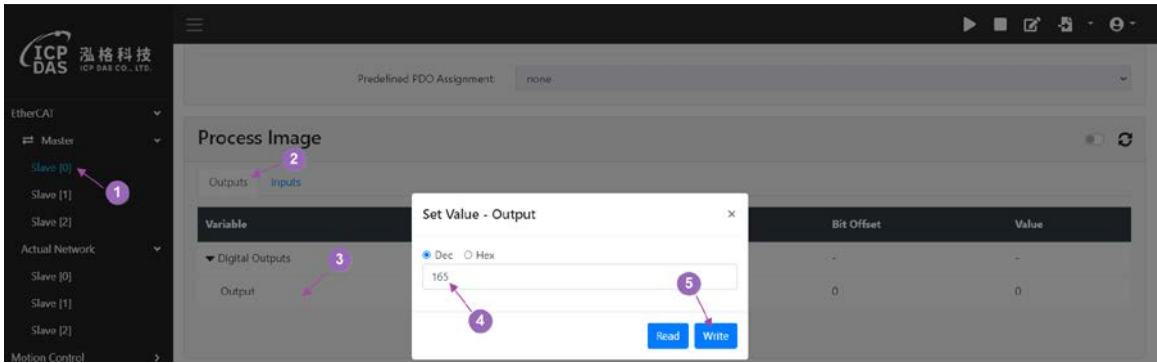 ICP DAS 泓格科技
ICP DAS CO., LTD.
EtherCAT
Master
Slave [0]
Slave [1]
Slave [2]
Actual Network
Slave [0]
Slave [1]
Slave [2]
Motion Control
1
Predefined PDO Assignment: none
Process Image
2
Outputs Inputs
Variable Bit Offset Value
Digital Outputs - -
3
Output 0 0
Set Value - Output ×
Dec Hex
165
4
5
Read Write